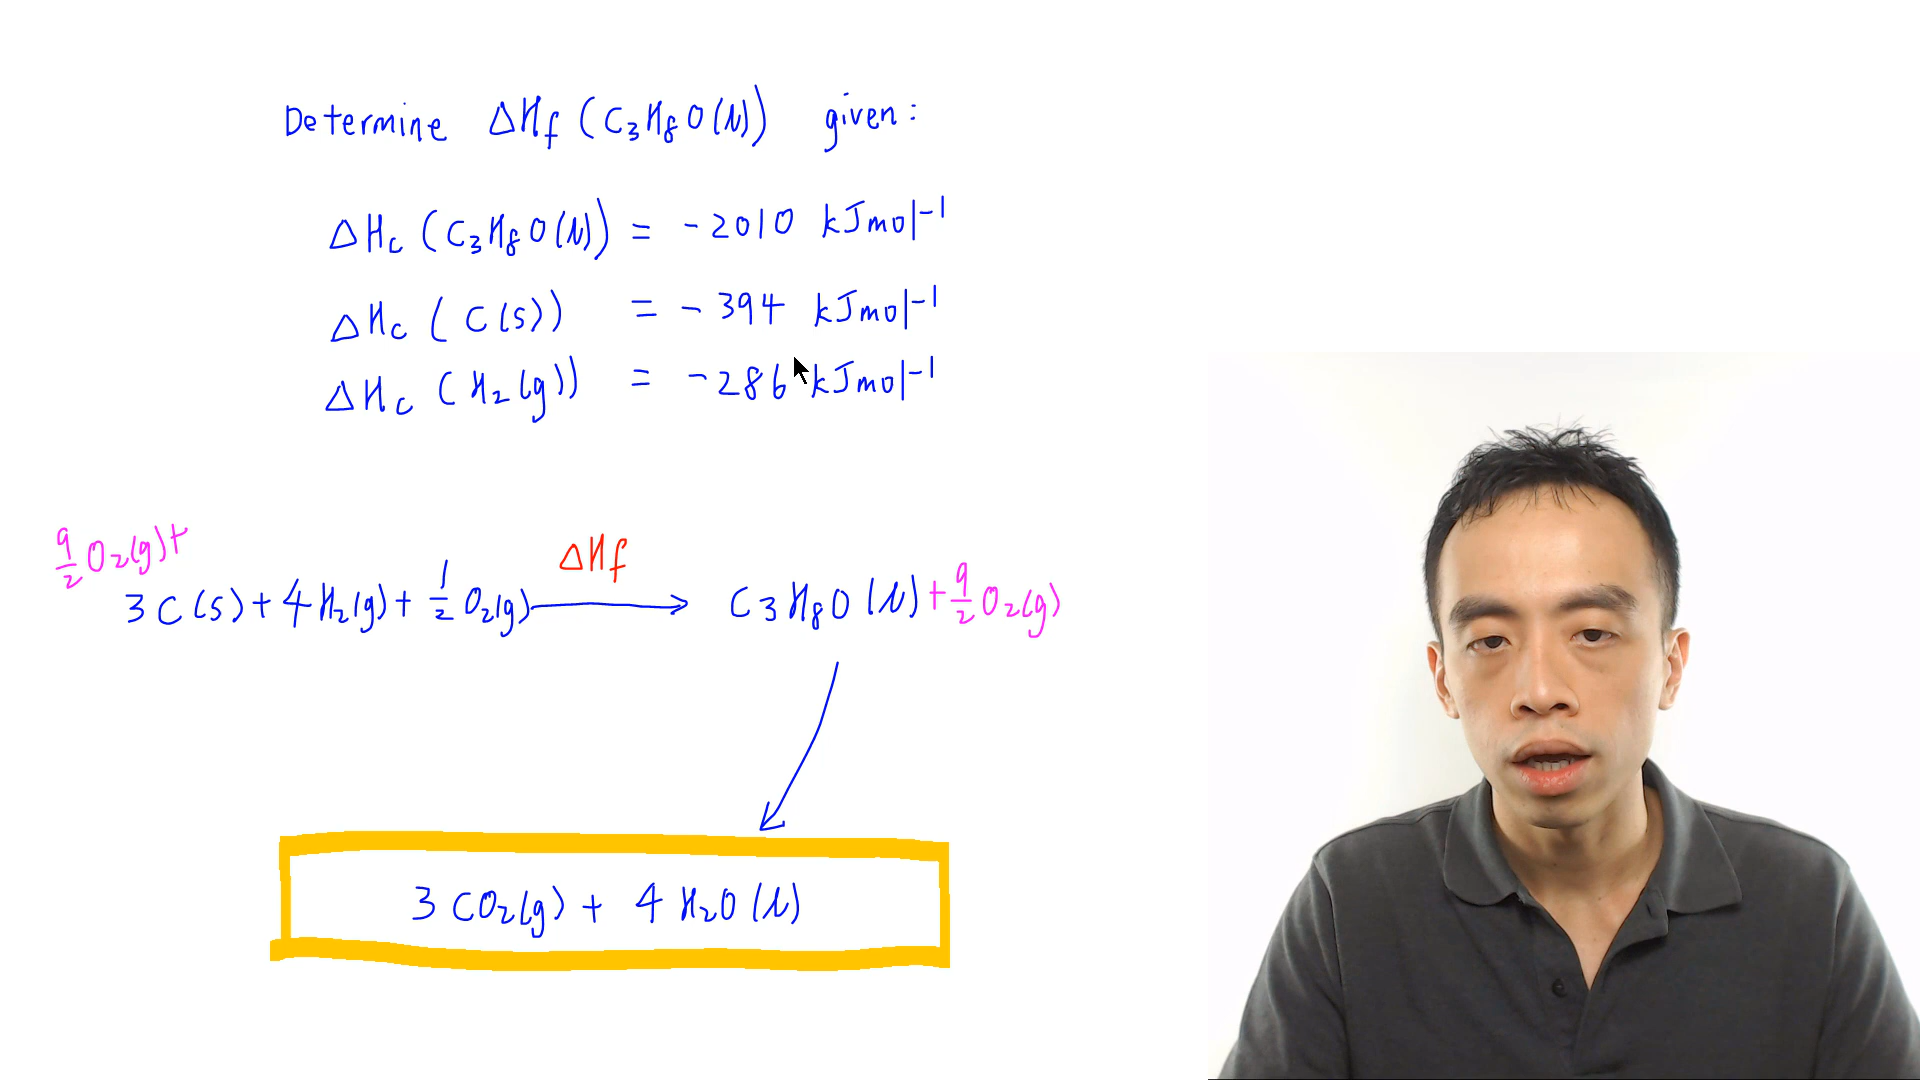 Determine ΔHf (C₃H₈O(l)) given:
ΔHc (C₃H₈O(l)) = -2010 kJmol⁻¹
ΔHc (C(s)) = -394 kJmol⁻¹
ΔHc (H₂(g)) = -286 kJmol⁻¹
9/2 O₂(g)+
ΔHf
3C(s) + 4H₂(g) + 1/2 O₂(g) → C₃H₈O(l) + 9/2 O₂(g)
3CO₂(g) + 4H₂O(l)